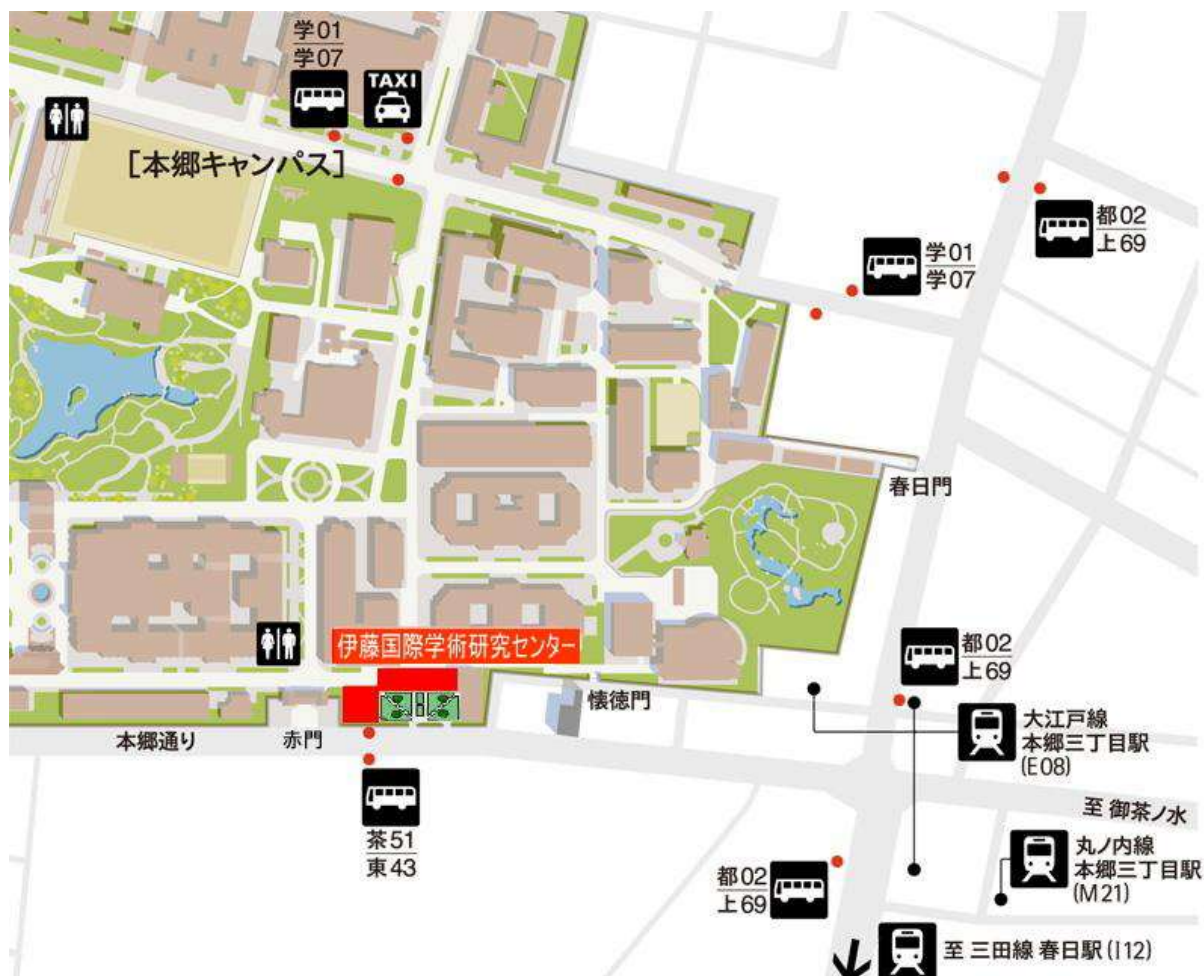 学01
学07
TAXI
[本郷キャンパス]
都02
上69
学01
学07
春日門
伊藤国際学術研究センター
都02
上69
懐徳門
本郷通り
赤門
大江戸線
本郷三丁目駅
(E08)
茶51
東43
至 御茶ノ水
丸ノ内線
本郷三丁目駅
(M21)
都02
上69
至 三田線 春日駅(I12)